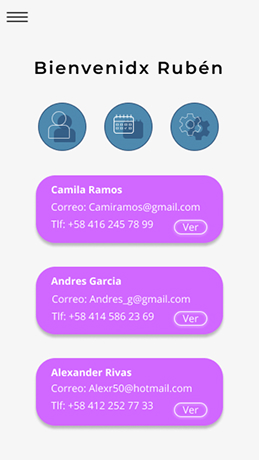 Bienvenidx Rubén
Camila Ramos
Correo: Camiramos@gmail.com
Tlf: +58 416 245 78 99
Ver
Andres Garcia
Correo: Andres_g@gmail.com
Tlf: +58 414 586 23 69
Ver
Alexander Rivas
Correo: Alexr50@hotmail.com
Tlf: +58 412 252 77 33
Ver